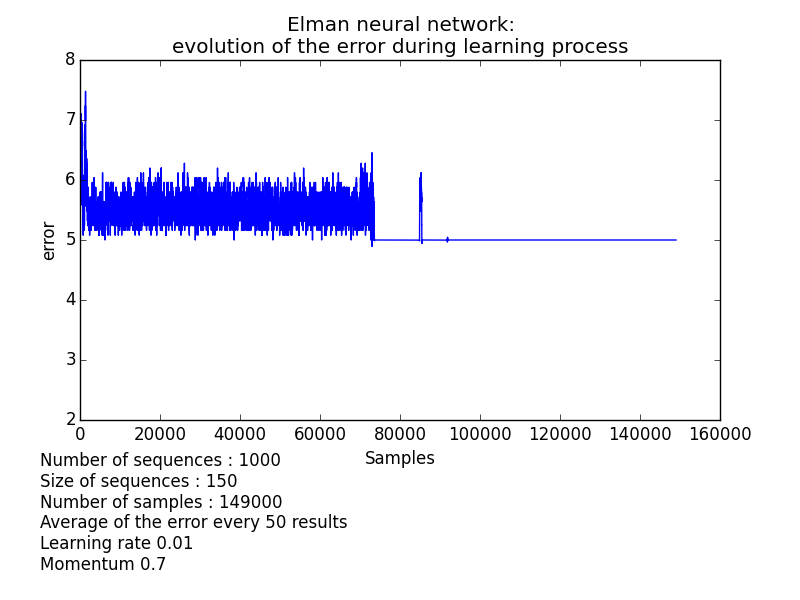 Elman neural network:
evolution of the error during learning process
8
7
6
5
4
3
2
error
0 20000 40000 60000 80000 100000 120000 140000 160000
Samples
Number of sequences : 1000
Size of sequences : 150
Number of samples : 149000
Average of the error every 50 results
Learning rate 0.01
Momentum 0.7